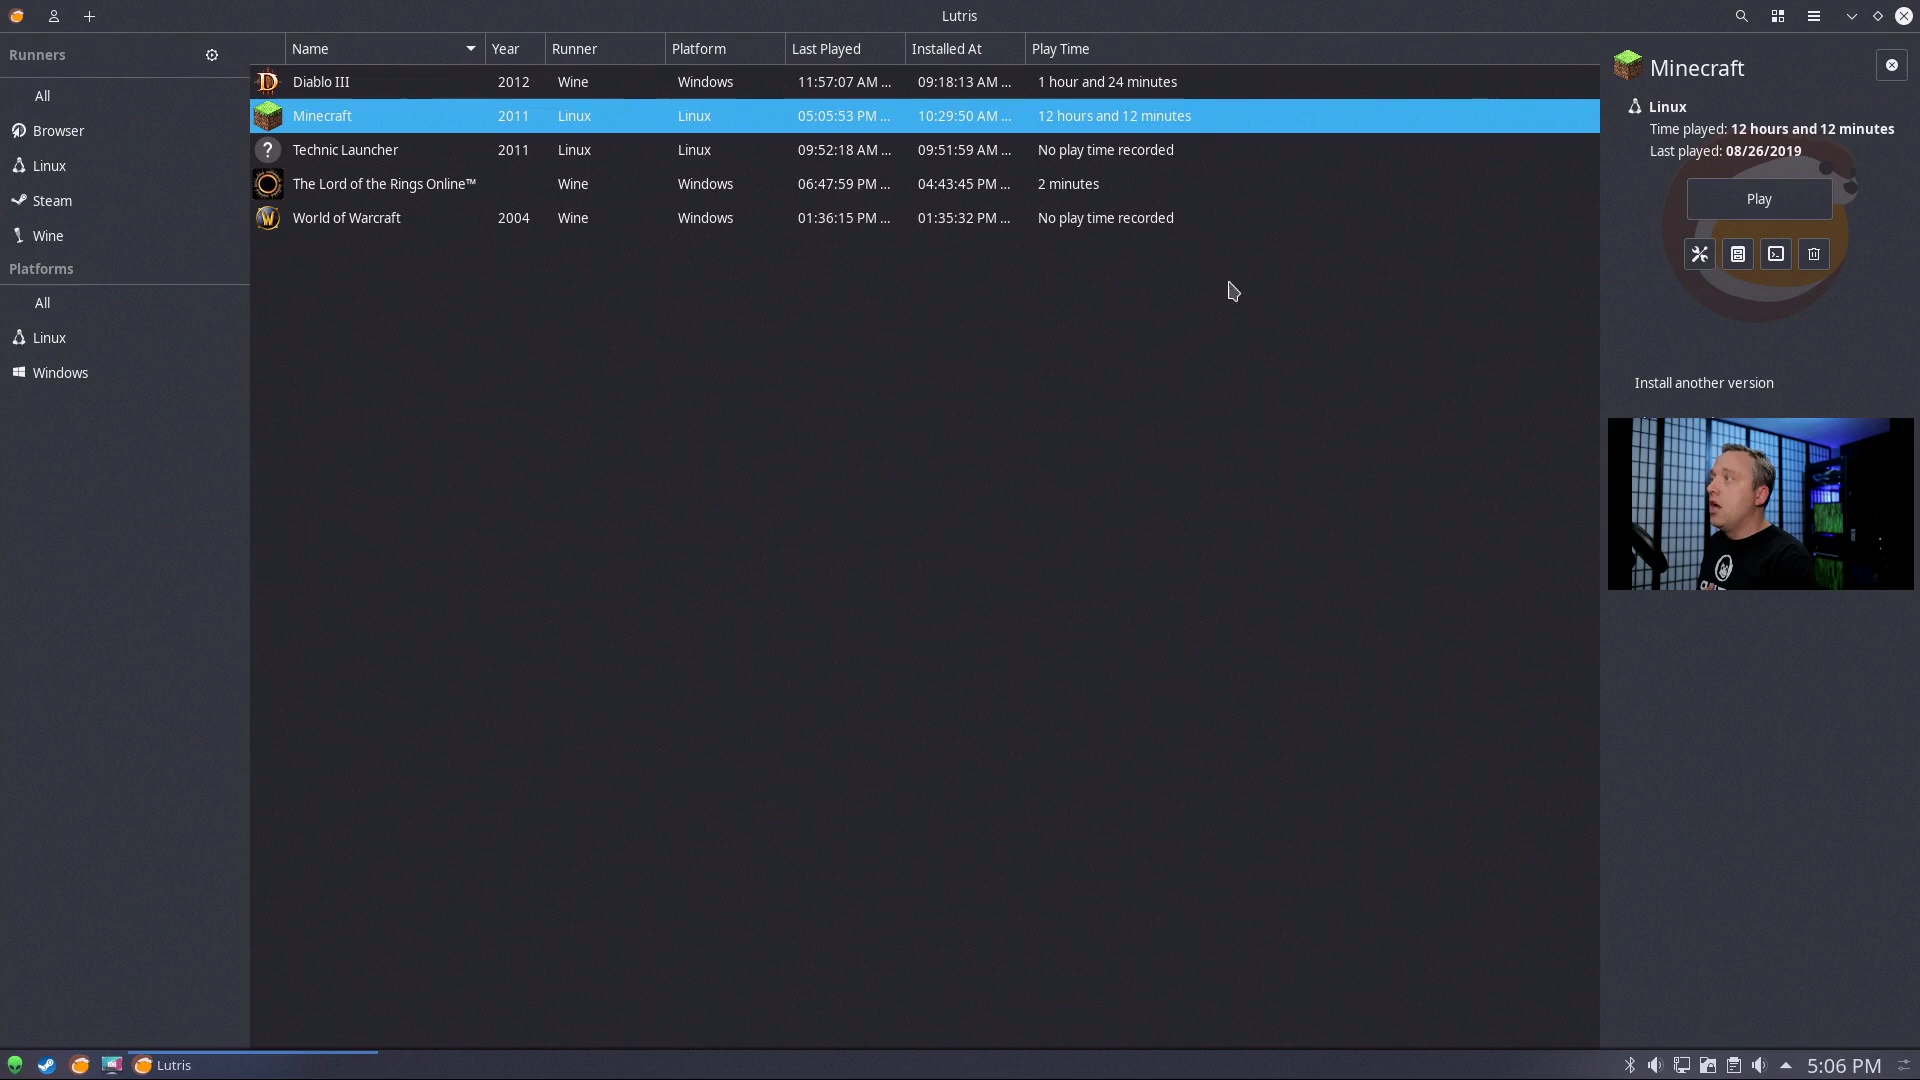 Lutris
Runners
All
Browser
Linux
Steam
Wine
Platforms
All
Linux
Windows
Name Year Runner Platform Last Played Installed At Play Time
Diablo III 2012 Wine Windows 11:57:07 AM ... 09:18:13 AM ... 1 hour and 24 minutes
Minecraft 2011 Linux Linux 05:05:53 PM ... 10:29:50 AM ... 12 hours and 12 minutes
? Technic Launcher 2011 Linux Linux 09:52:18 AM ... 09:51:59 AM ... No play time recorded
The Lord of the Rings Online™ Wine Windows 06:47:59 PM ... 04:43:45 PM ... 2 minutes
World of Warcraft 2004 Wine Windows 01:36:15 PM ... 01:35:32 PM ... No play time recorded
Minecraft
Linux
Time played: 12 hours and 12 minutes
Last played: 08/26/2019
Play
Install another version
Lutris
5:06 PM